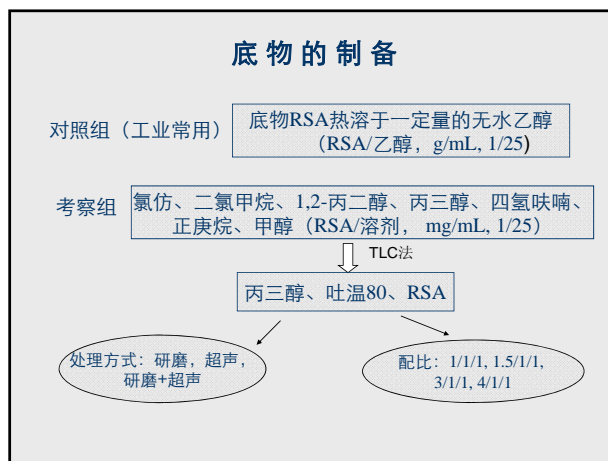 底物的制备
对照组（工业常用）
底物RSA热溶于一定量的无水乙醇
（RSA/乙醇，g/mL, 1/25)
考察组
氯仿、二氯甲烷、1,2-丙二醇、丙三醇、四氢呋喃、
正庚烷、甲醇（RSA/溶剂， mg/mL, 1/25）
TLC法
丙三醇、吐温80、RSA
处理方式：研磨，超声，
研磨+超声
配比：1/1/1, 1.5/1/1,
3/1/1, 4/1/1